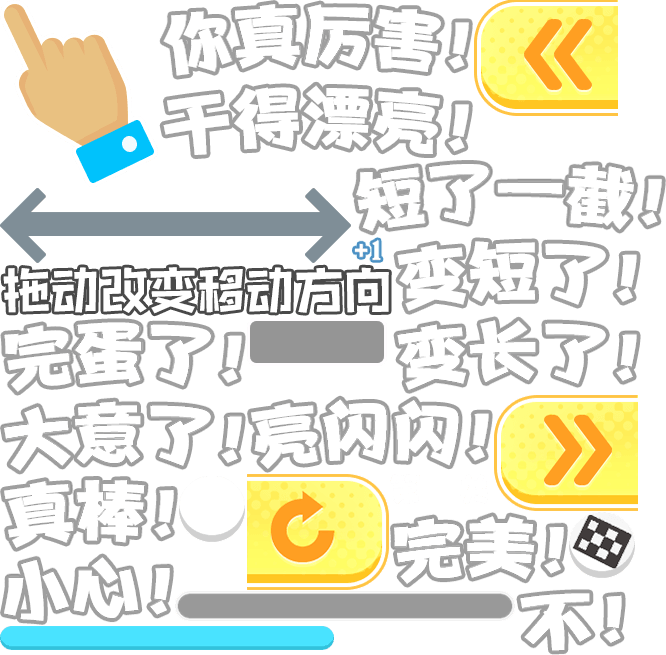 你真厉害！
干得漂亮！
短了一截！
+1
变短了！
拖动改变移动方向
完蛋了！
变长了！
大意了！
亮闪闪！
真棒！
完美！
小心！
不！